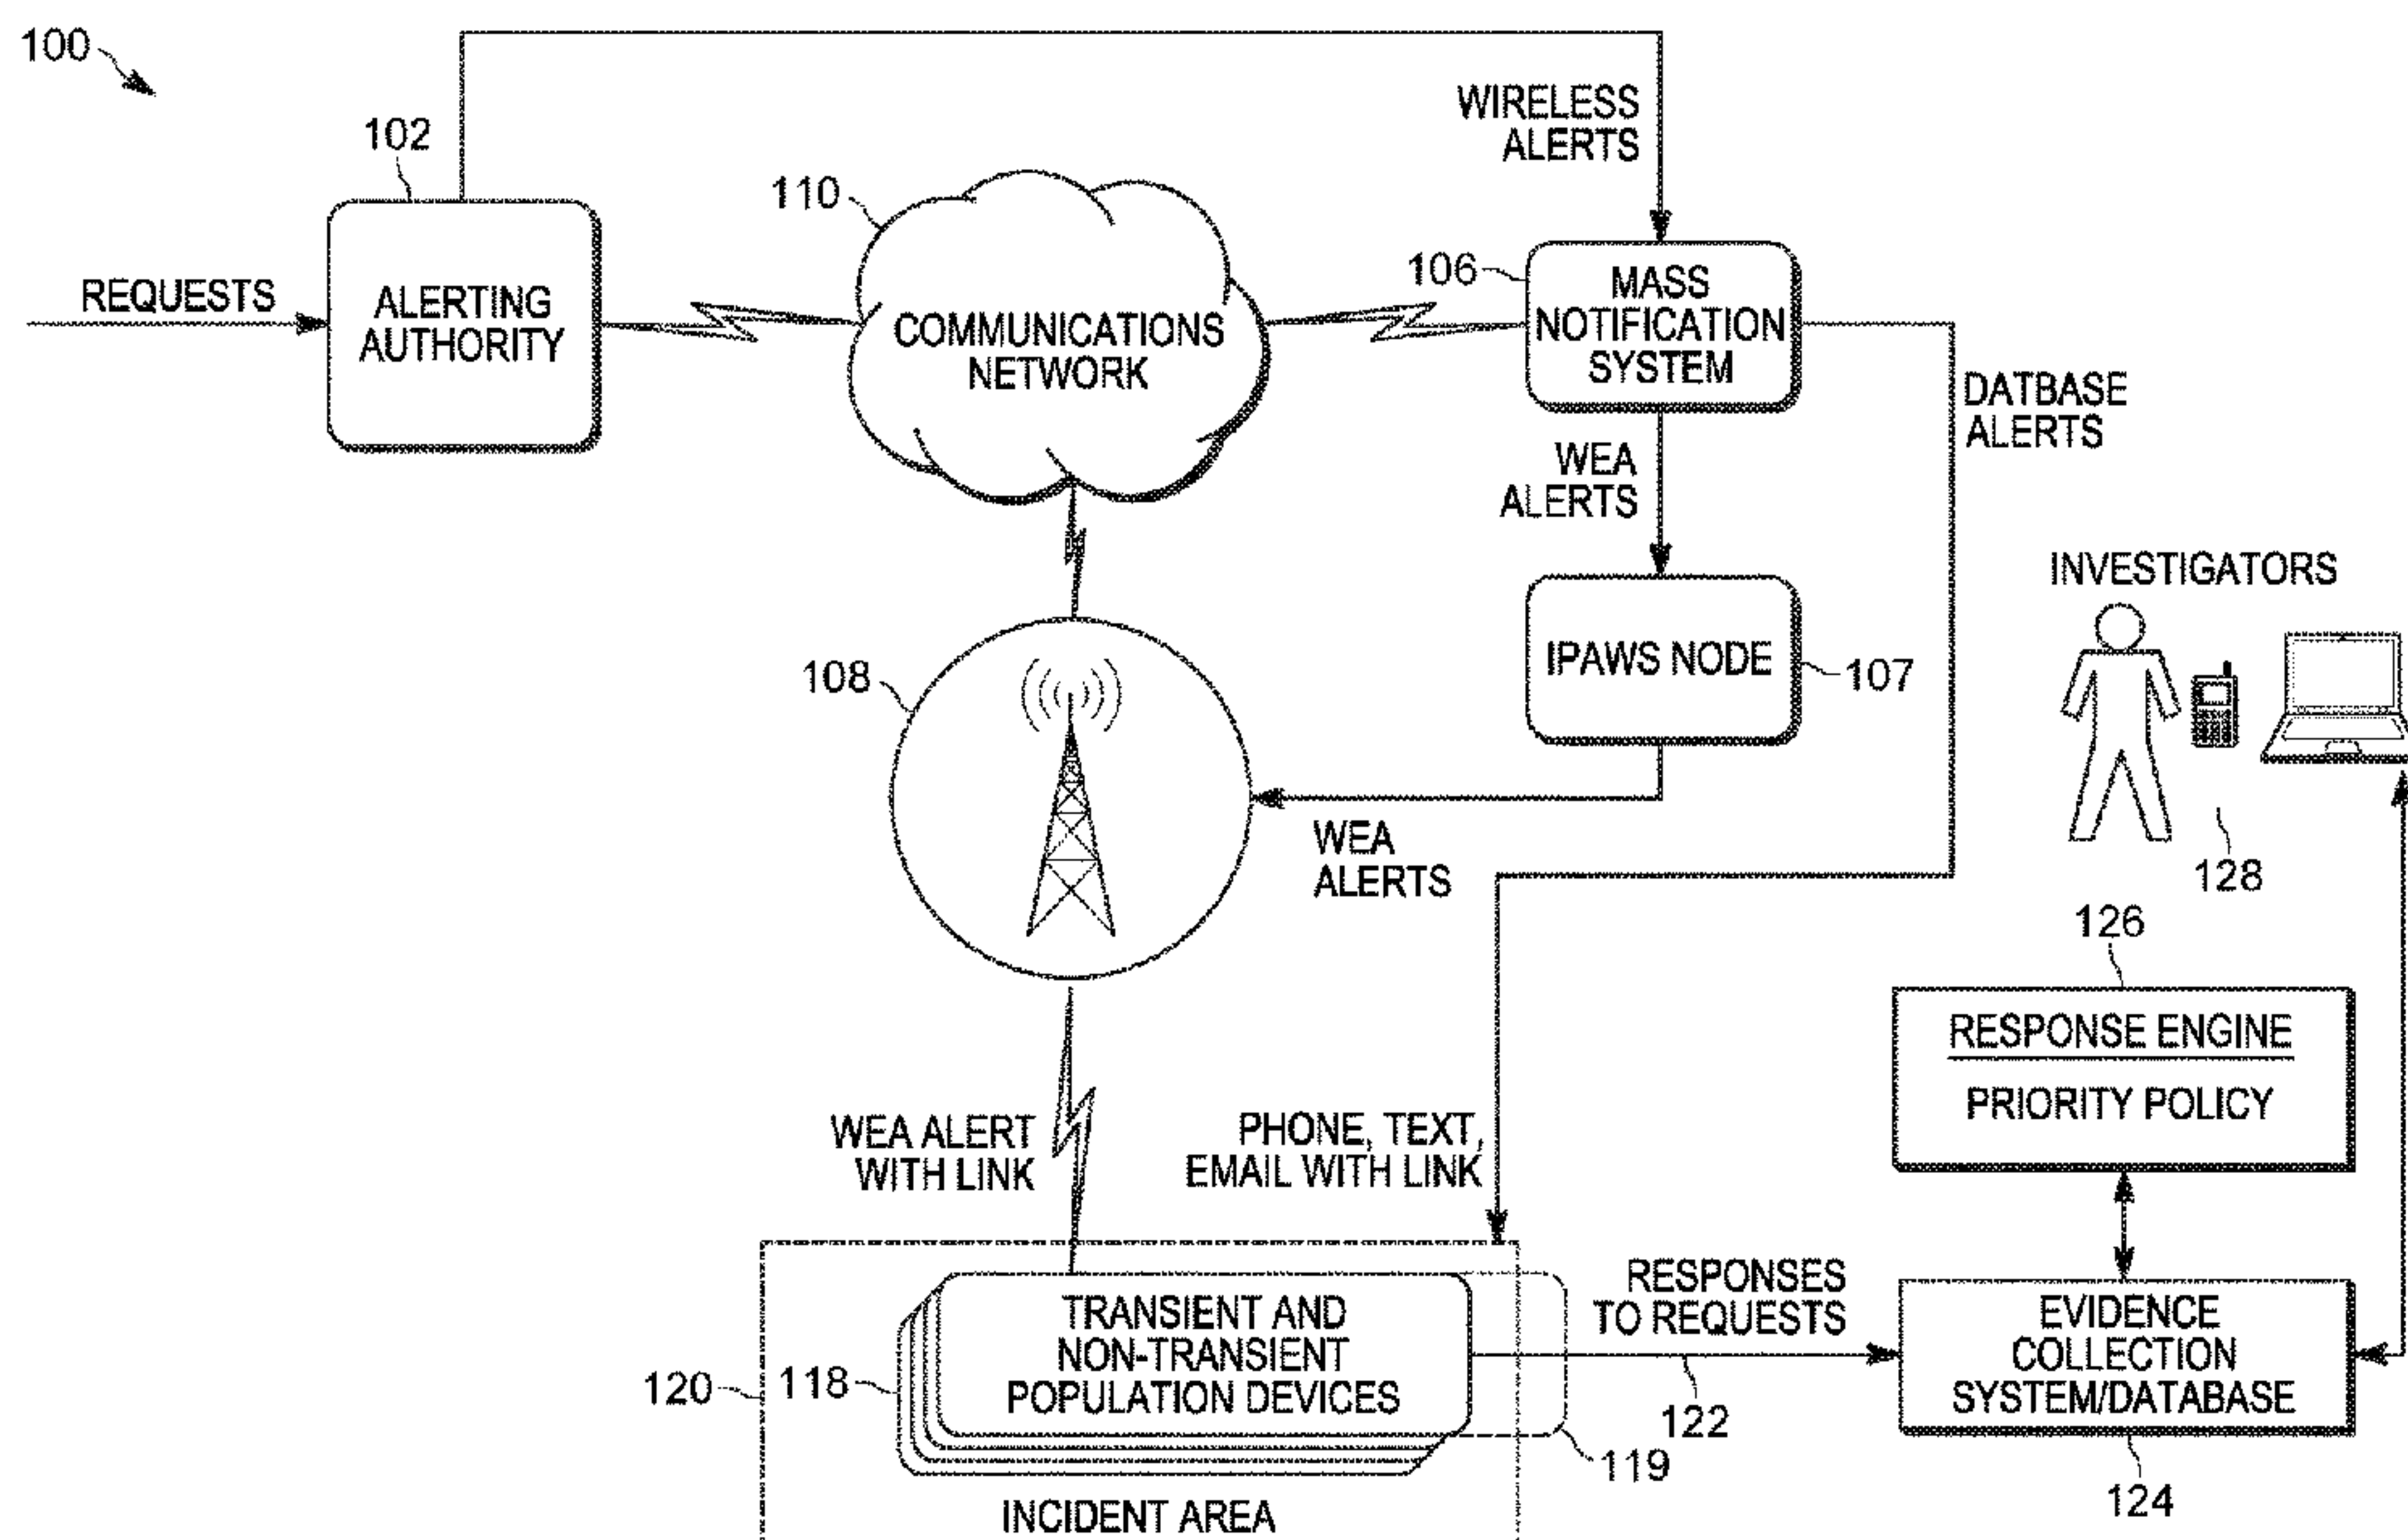 100
102
REQUESTS
ALERTING
AUTHORITY
110
COMMUNICATIONS
NETWORK
WIRELESS
ALERTS
106
MASS
NOTIFICATION
SYSTEM
DATBASE
ALERTS
WEA
ALERTS
IPAWS NODE
107
INVESTIGATORS
128
108
WEA
ALERTS
126
RESPONSE ENGINE
PRIORITY POLICY
WEA ALERT
WITH LINK
PHONE, TEXT,
EMAIL WITH LINK
120
118
TRANSIENT AND
NON-TRANSIENT
POPULATION DEVICES
119
INCIDENT AREA
RESPONSES
TO REQUESTS
122
EVIDENCE
COLLECTION
SYSTEM/DATABASE
124